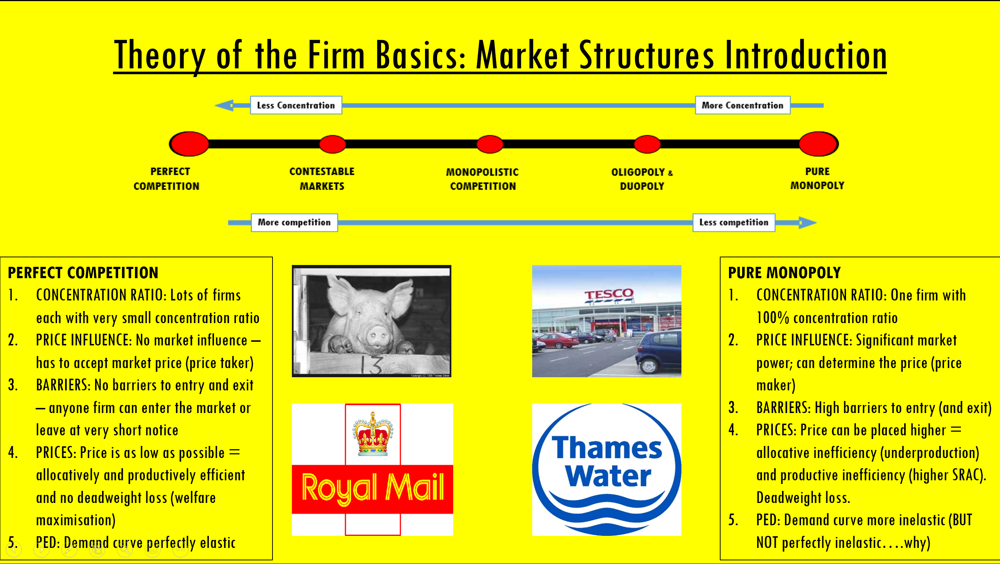 Theory of the Firm Basics: Market Structures Introduction
Less Concentration
More Concentration
PERFECT
COMPETITION
CONTESTABLE
MARKETS
MONOPOLISTIC
COMPETITION
OLIGOPOLY &
DUOPOLY
PURE
MONOPOLY
More competition
Less competition
PERFECT COMPETITION
1. CONCENTRATION RATIO: Lots of firms
each with very small concentration ratio
2. PRICE INFLUENCE: No market influence –
has to accept market price (price taker)
3. BARRIERS: No barriers to entry and exit
– anyone firm can enter the market or
leave at very short notice
4. PRICES: Price is as low as possible =
allocatively and productively efficient
and no deadweight loss (welfare
maximisation)
5. PED: Demand curve perfectly elastic
13
TESCO
Royal Mail
Thames
Water
PURE MONOPOLY
1. CONCENTRATION RATIO: One firm with
100% concentration ratio
2. PRICE INFLUENCE: Significant market
power; can determine the price (price
maker)
3. BARRIERS: High barriers to entry (and exit)
4. PRICES: Price can be placed higher =
allocative inefficiency (underproduction)
and productive inefficiency (higher SRAC).
Deadweight loss.
5. PED: Demand curve more inelastic (BUT
NOT perfectly inelastic….why)